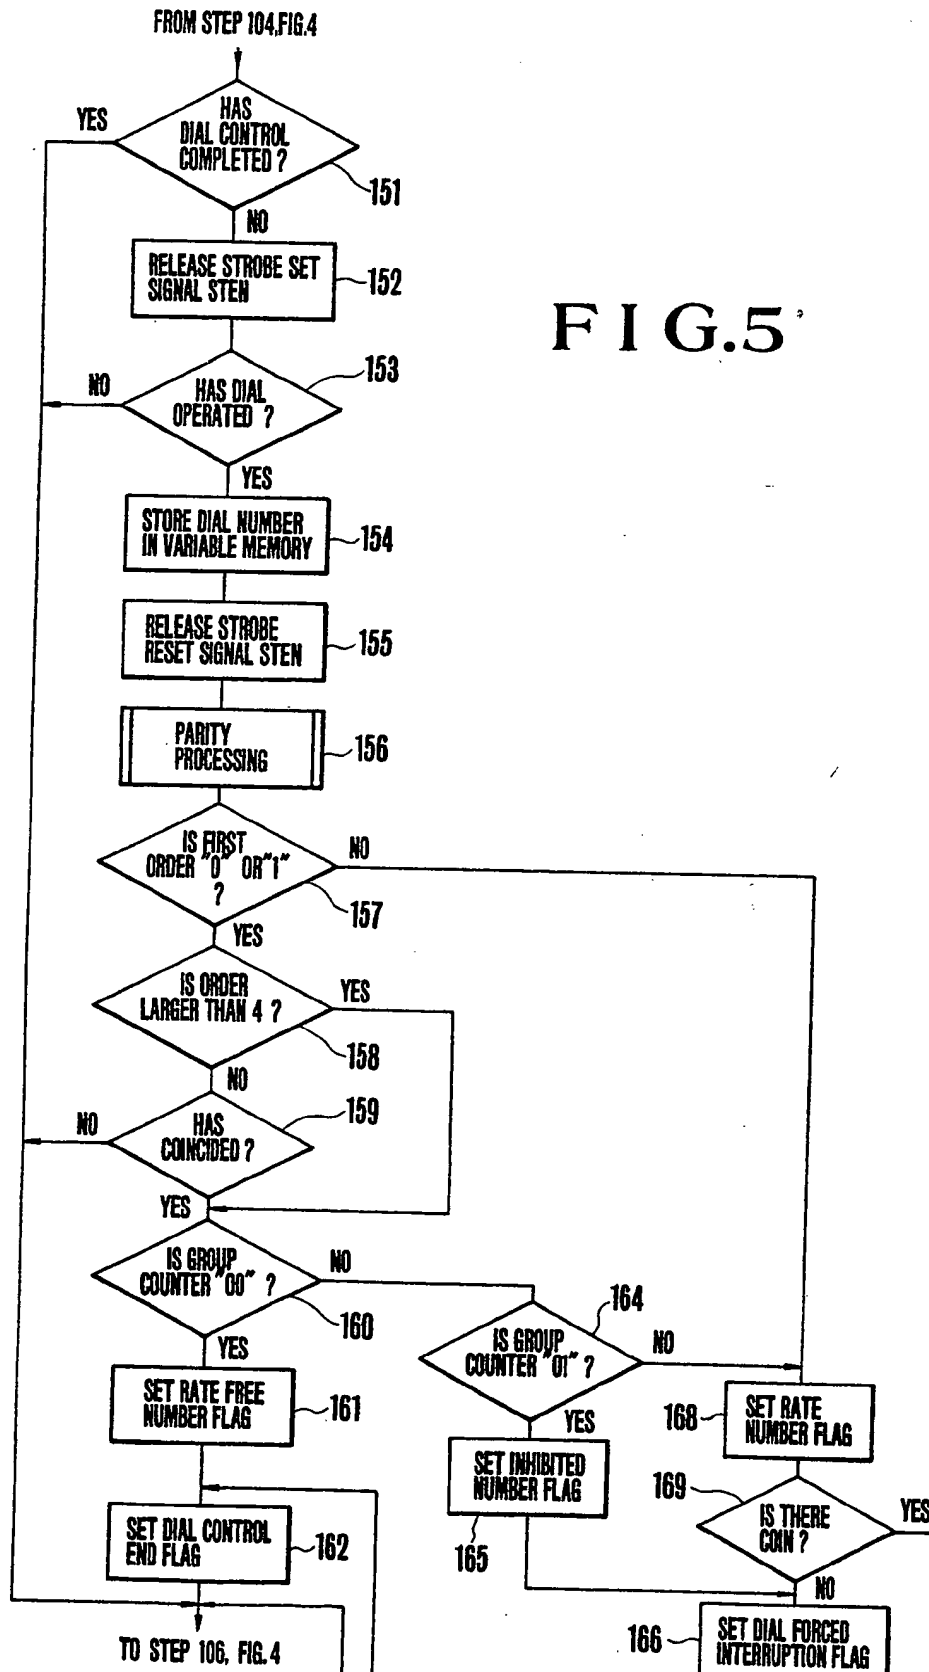 FROM STEP 104,FIG.4
HAS
DIAL CONTROL
COMPLETED ?
YES
151
NO
RELEASE STROBE SET
SIGNAL STEN
152
FIG.5
153
HAS DIAL
OPERATED ?
NO
YES
STORE DIAL NUMBER
IN VARIABLE MEMORY
154
RELEASE STROBE
RESET SIGNAL STEN
155
PARITY
PROCESSING
156
IS FIRST
ORDER "0" OR "1"
?
NO
157
YES
IS ORDER
LARGER THAN 4 ?
YES
158
NO
159
HAS
COINCIDED ?
NO
YES
IS GROUP
COUNTER "00" ?
NO
160
YES
SET RATE FREE
NUMBER FLAG
161
SET DIAL CONTROL
END FLAG
162
TO STEP 106, FIG.4
164
IS GROUP
COUNTER "01" ?
NO
YES
SET INHIBITED
NUMBER FLAG
165
168
SET RATE
NUMBER FLAG
169
IS THERE
COIN ?
YES
NO
166
SET DIAL FORCED
INTERRUPTION FLAG